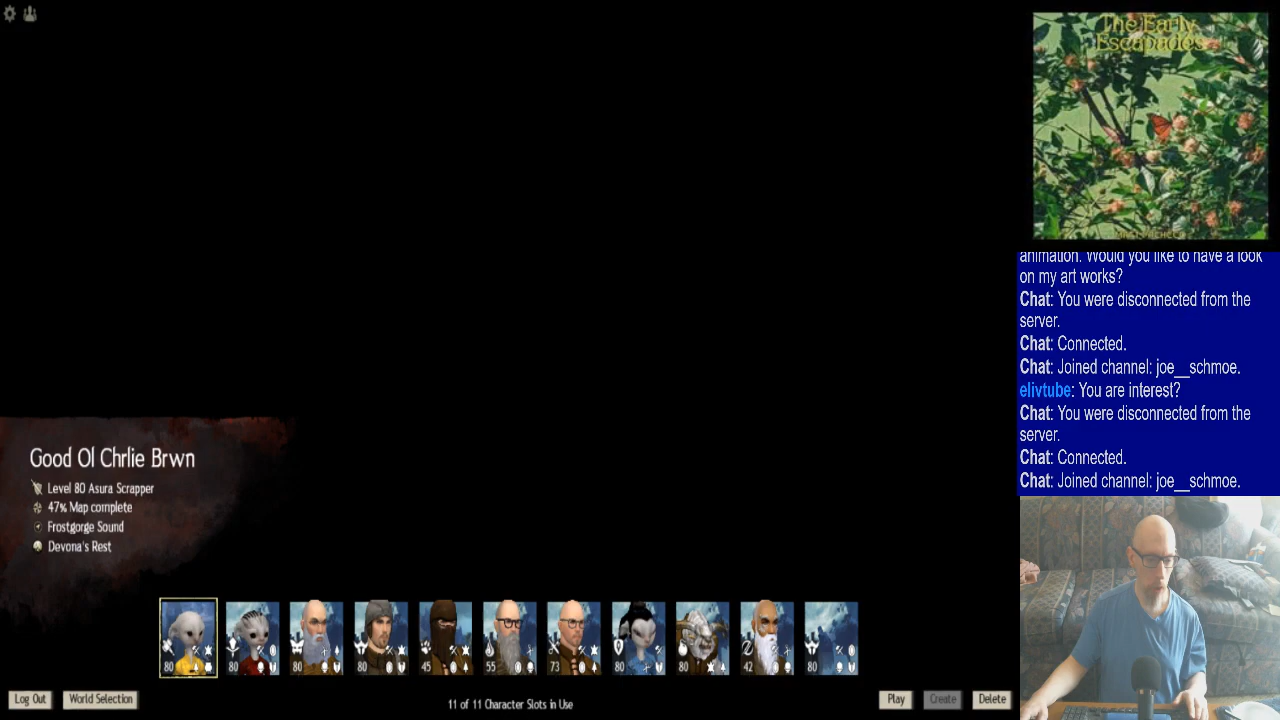 The Early
Escapades
animation. Would you like to have a look
on my art works?
Chat: You were disconnected from the
server.
Chat: Connected.
Chat: Joined channel: joe__schmoe.
elivtube: You are interest?
Chat: You were disconnected from the
server.
Chat: Connected.
Chat: Joined channel: joe__schmoe.
Good Ol Chrlie Brwn
Level 80 Asura Scrapper
47% Map complete
Frostgorge Sound
Devona's Rest
80 80 80 80 45 55 73 80 80 42 80
Log Out World Selection 11 of 11 Character Slots in Use Play Create Delete